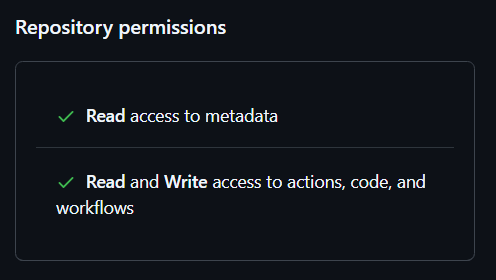 Repository permissions
Read access to metadata
Read and Write access to actions, code, and
workflows